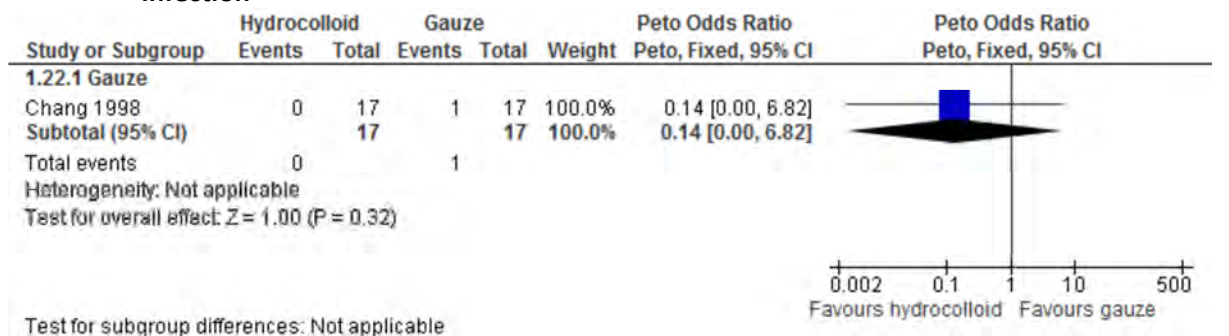 infection
Hydrocolloid Gauze Peto Odds Ratio Peto Odds Ratio
Study or Subgroup Events Total Events Total Weight Peto, Fixed, 95% CI Peto, Fixed, 95% CI
1.22.1 Gauze
Chang 1998 0 17 1 17 100.0% 0.14 [0.00, 6.82]
Subtotal (95% CI) 17 17 100.0% 0.14 [0.00, 6.82]
Total events 0 1
Heterogeneity: Not applicable
Test for overall effect: Z = 1.00 (P = 0.32)
0.002 0.1 1 10 500
Favours hydrocolloid Favours gauze
Test for subgroup differences: Not applicable